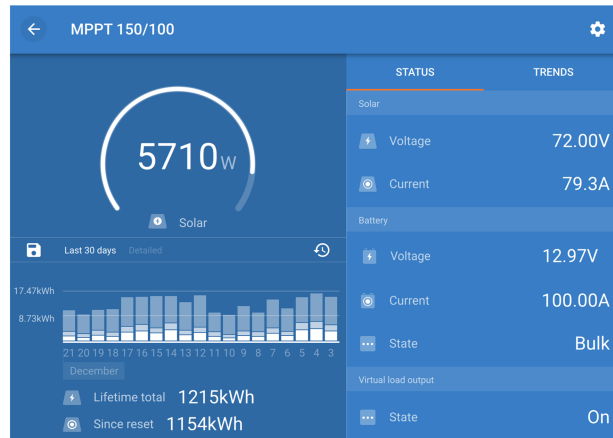 MPPT 150/100
5710W
Solar
Last 30 days Detailed
17.47kWh
8.73kWh
21 20 19 18 17 16 15 14 13 12 11 10 9 8 7 6 5 4 3
December
Lifetime total 1215kWh
Since reset 1154kWh
STATUS TRENDS
Solar
Voltage 72.00V
Current 79.3A
Battery
Voltage 12.97V
Current 100.00A
State Bulk
Virtual load output
State On